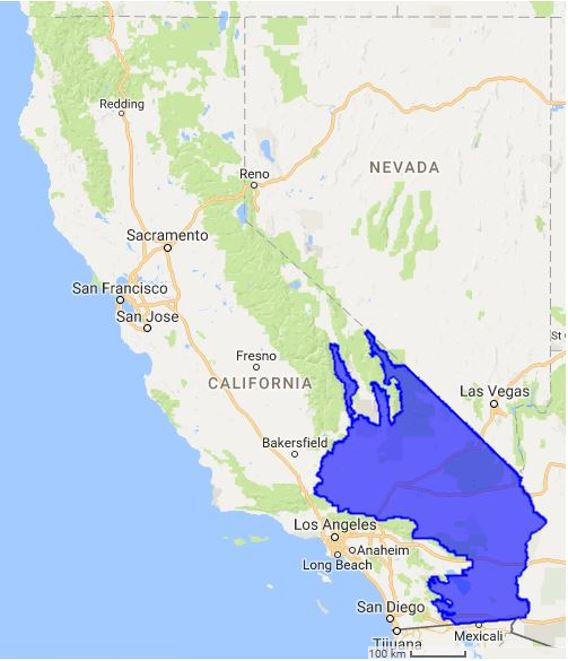 Redding
Reno
NEVADA
Sacramento
San Francisco
San Jose
St
Fresno
CALIFORNIA
Las Vegas
Bakersfield
Los Angeles
Anaheim
Long Beach
San Diego
Mexicali
Tijuana
100 km